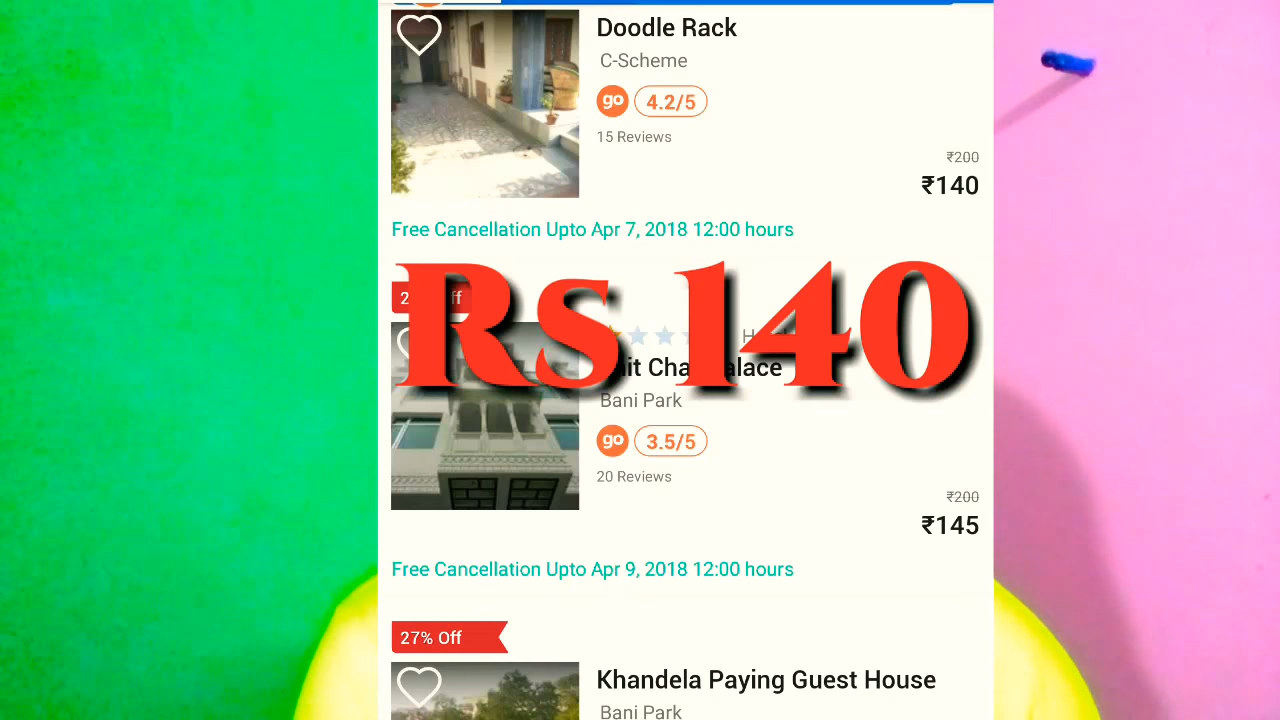 Doodle Rack
C-Scheme
go 4.2/5
15 Reviews
₹200
₹140
Free Cancellation Upto Apr 7, 2018 12:00 hours
Rs 140
Bani Park
go 3.5/5
20 Reviews
₹200
₹145
Free Cancellation Upto Apr 9, 2018 12:00 hours
27% Off
Khandela Paying Guest House
Bani Park